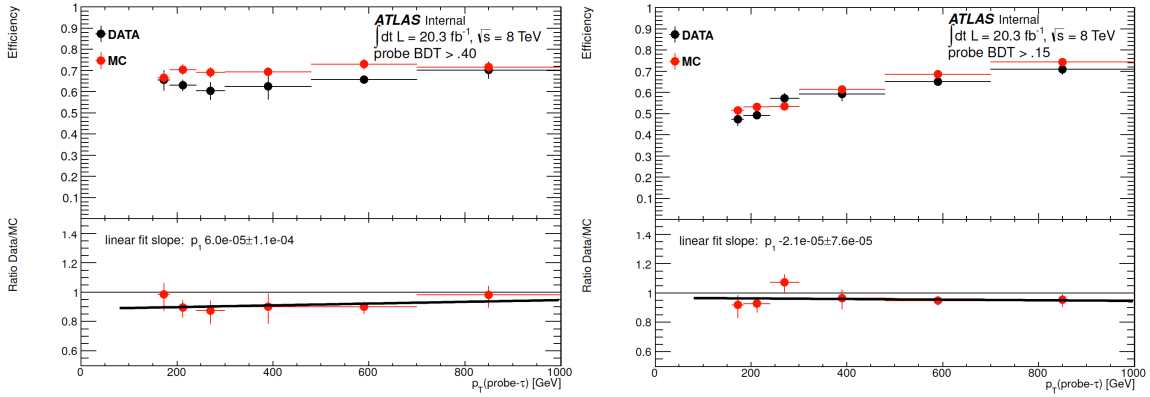 Efficiency
1
0.9
0.8
0.7
0.6
0.5
0.4
0.3
0.2
0.1
DATA
MC
ATLAS Internal
∫dt L = 20.3 fb⁻¹, √s = 8 TeV
probe BDT > .40
Ratio Data/MC
1.4
1.2
1
0.8
0.6
linear fit slope: p₁ 6.0e-05±1.1e-04
0 200 400 600 800 1000
p_T(probe-τ) [GeV]
Efficiency
1
0.9
0.8
0.7
0.6
0.5
0.4
0.3
0.2
0.1
DATA
MC
ATLAS Internal
∫dt L = 20.3 fb⁻¹, √s = 8 TeV
probe BDT > .15
Ratio Data/MC
1.4
1.2
1
0.8
0.6
linear fit slope: p₁ -2.1e-05±7.6e-05
0 200 400 600 800 1000
p_T(probe-τ) [GeV]